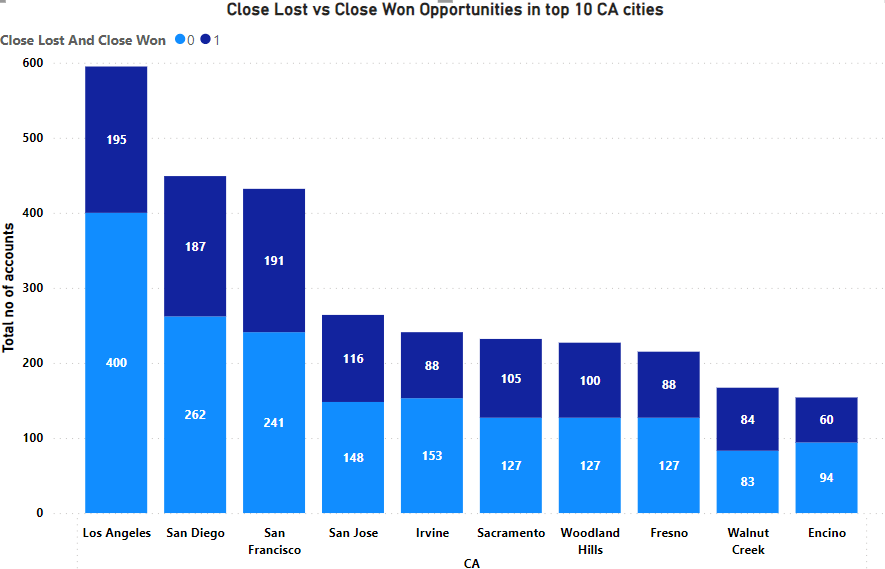 Close Lost vs Close Won Opportunities in top 10 CA cities
Close Lost And Close Won 0 1
Total no of accounts
600
500
400
300
200
100
0
195
400
187
262
191
241
116
148
88
153
105
127
100
127
88
127
84
83
60
94
Los Angeles
San Diego
San
Francisco
San Jose
Irvine
Sacramento
Woodland
Hills
Fresno
Walnut
Creek
Encino
CA